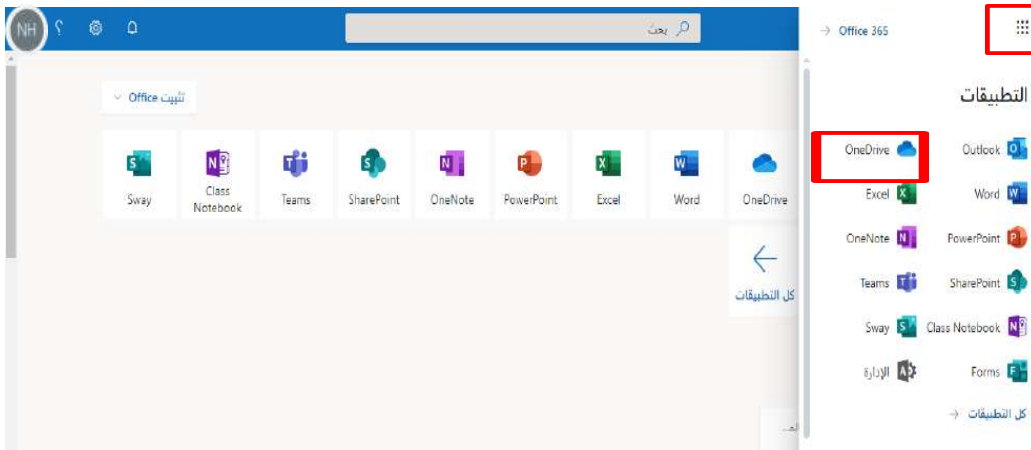 Office 365 →
بحث
؟
NH
التطبيقات
Outlook
OneDrive
Word
Excel
PowerPoint
OneNote
SharePoint
Teams
Class Notebook
Sway
Forms
الإدارة
كل التطبيقات →
تثبيت Office
OneDrive
Word
Excel
PowerPoint
OneNote
SharePoint
Teams
Class
Notebook
Sway
كل التطبيقات